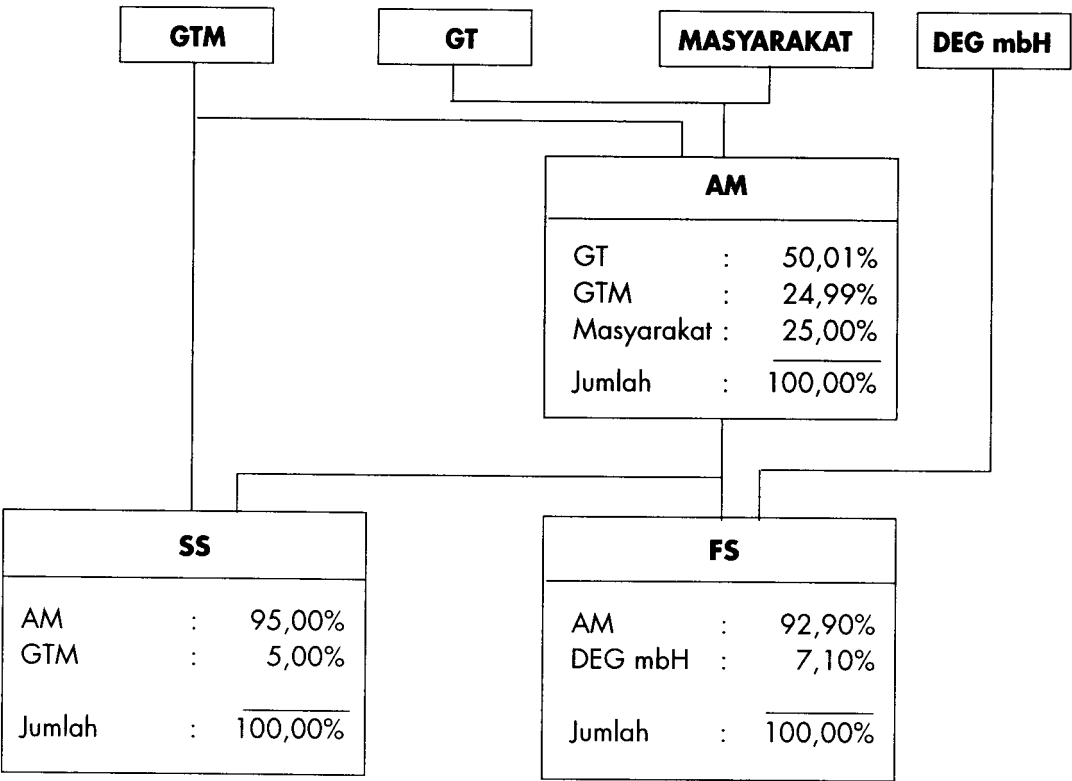 GTM
GT
MASYARAKAT
DEG mbH
AM
GT : 50,01%
GTM : 24,99%
Masyarakat : 25,00%
Jumlah : 100,00%
SS
AM : 95,00%
GTM : 5,00%
Jumlah : 100,00%
FS
AM : 92,90%
DEG mbH : 7,10%
Jumlah : 100,00%